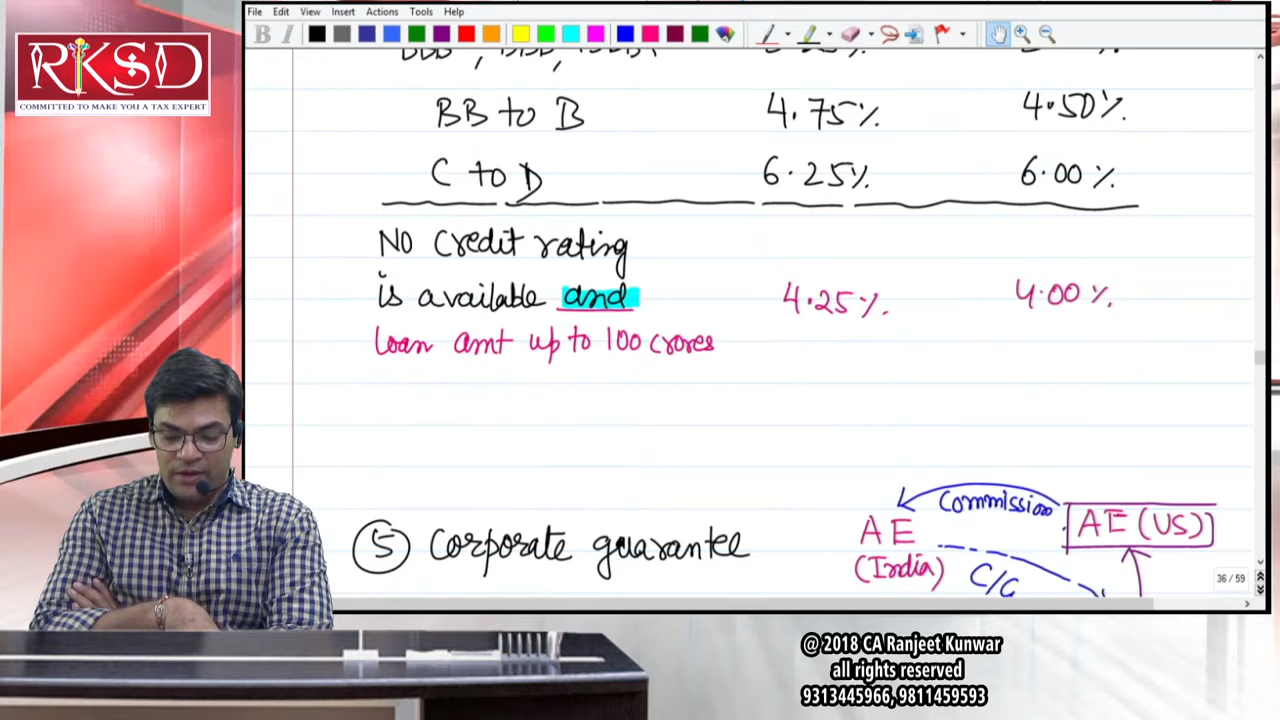 File Edit View Insert Actions Tools Help
B I
RKSD
COMMITTED TO MAKE YOU A TAX EXPERT
BB to B 4.75% 4.50%.
C to D 6.25% 6.00%
No credit rating
is available and 4.25%. 4.00%.
loan amt up to 100 crores
Commission
5 Corporate guarantee AE AE (US)
(India) C/G
36 / 59
@ 2018 CA Ranjeet Kunwar
all rights reserved
9313445966, 9811459593